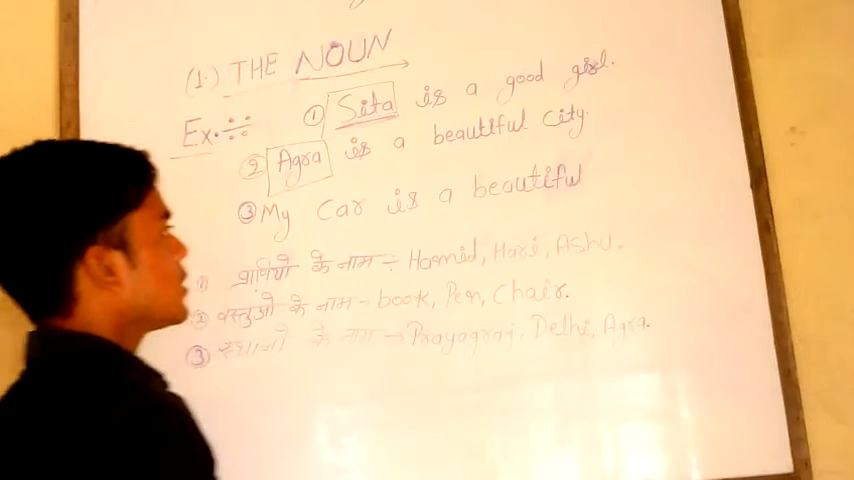 (1.) THE NOUN
Ex. ① Sita is a good girl.
② Agra is a beautiful City.
③ My Car is a beautiful
① प्राणियो के नाम - Hamid, Hari, Ashu.
② वस्तुओ के नाम - book, Pen, Chair.
③ स्थानो के नाम → Prayagraj, Delhi, Agra.